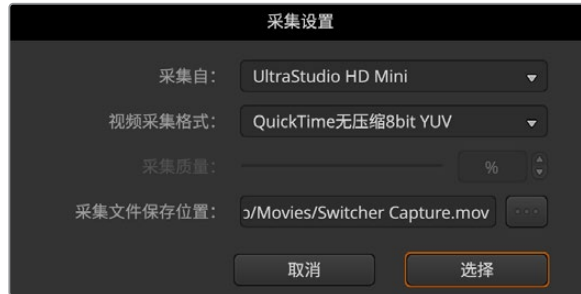 采集设置
采集自: UltraStudio HD Mini
视频采集格式: QuickTime无压缩8bit YUV
采集质量: %
采集文件保存位置: /Movies/Switcher Capture.mov ···
取消 选择